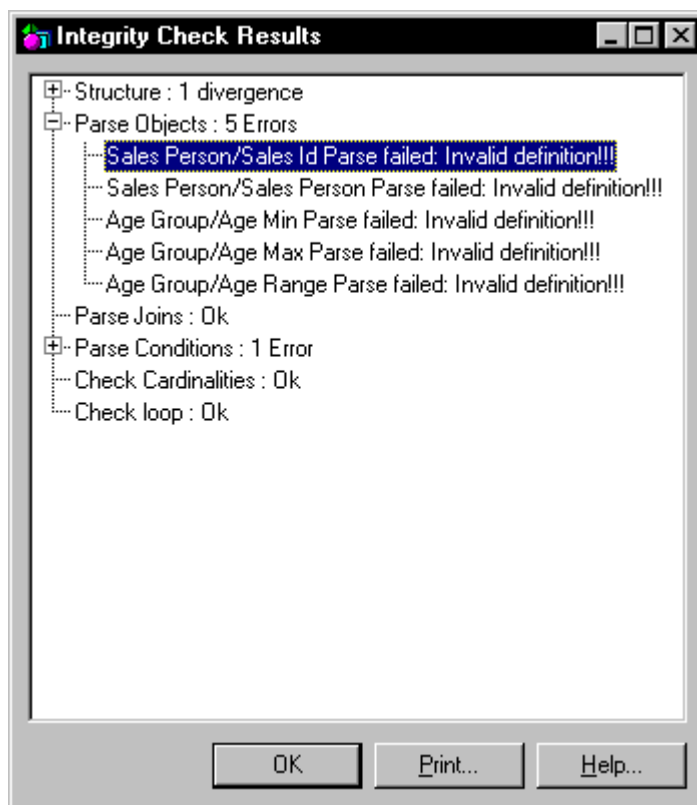 Integrity Check Results
Structure : 1 divergence
Parse Objects : 5 Errors
Sales Person/Sales Id Parse failed: Invalid definition!!!
Sales Person/Sales Person Parse failed: Invalid definition!!!
Age Group/Age Min Parse failed: Invalid definition!!!
Age Group/Age Max Parse failed: Invalid definition!!!
Age Group/Age Range Parse failed: Invalid definition!!!
Parse Joins : Ok
Parse Conditions : 1 Error
Check Cardinalities : Ok
Check loop : Ok
OK Print... Help...